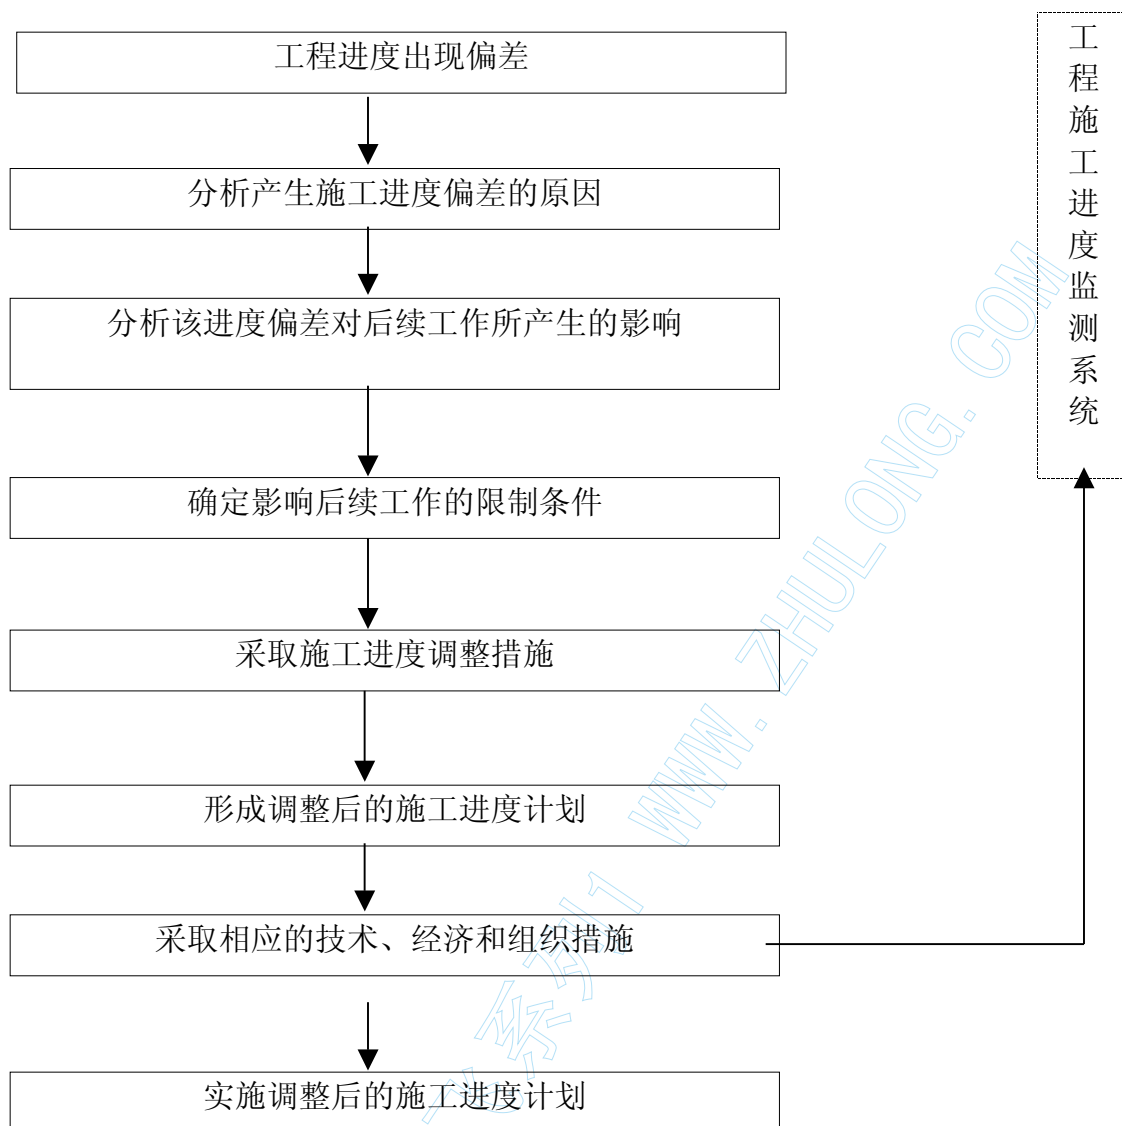 工程进度出现偏差
分析产生施工进度偏差的原因
分析该进度偏差对后续工作所产生的影响
确定影响后续工作的限制条件
采取施工进度调整措施
形成调整后的施工进度计划
采取相应的技术、经济和组织措施
实施调整后的施工进度计划
工程施工进度监测系统
系列1 WWW.ZHULONG.COM